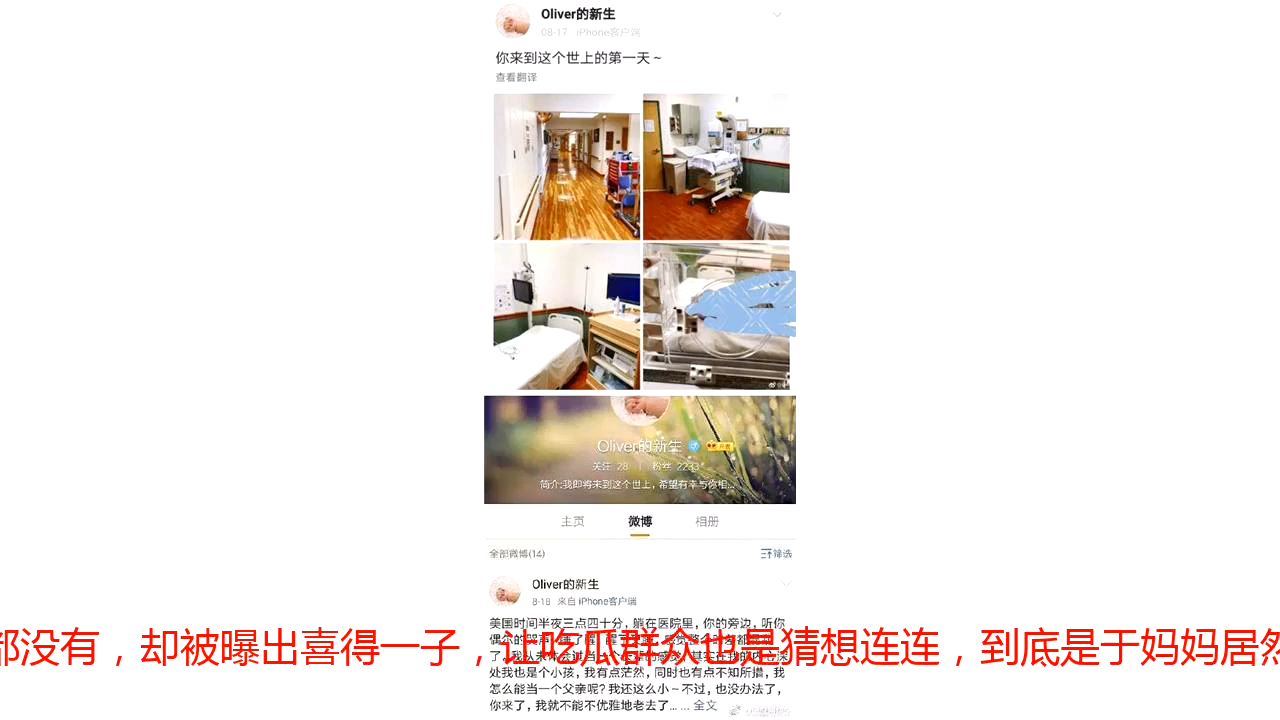 Oliver的新生
08-17 iPhone客户端
你来到这个世上的第一天～
查看翻译
Oliver的新生
关注 78 | 粉丝 2233
简介:我即将来到这个世上，希望有幸与你相...
主页 微博 相册
全部微博(14)
筛选
Oliver的新生
8-18 来自 iPhone客户端
美国时间半夜三点四十分，躺在医院里，你的旁边，听你
都没有，却被曝出喜得一子，让吃瓜群众也是猜想连连，到底是于妈妈居然
处我也是个小孩，我有点茫然，同时也有点不知所措，我
怎么能当一个父亲呢？我还这么小～不过，也没办法了，
你来了，我就不能不优雅地老去了... ... 全文